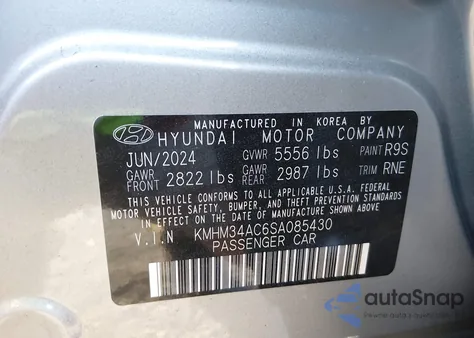 MANUFACTURED IN KOREA BY
HYUNDAI MOTOR COMPANY
JUN/2024 GVWR 5556 lbs PAINT R9S
GAWR FRONT 2822 lbs GAWR REAR 2987 lbs TRIM RNE
THIS VEHICLE CONFORMS TO ALL APPLICABLE U.S.A. FEDERAL
MOTOR VEHICLE SAFETY, BUMPER, AND THEFT PREVENTION STANDARDS
IN EFFECT ON THE DATE OF MANUFACTURE SHOWN ABOVE.
V.I.N KMHM34AC6SA085430
PASSENGER CAR
autoSnap